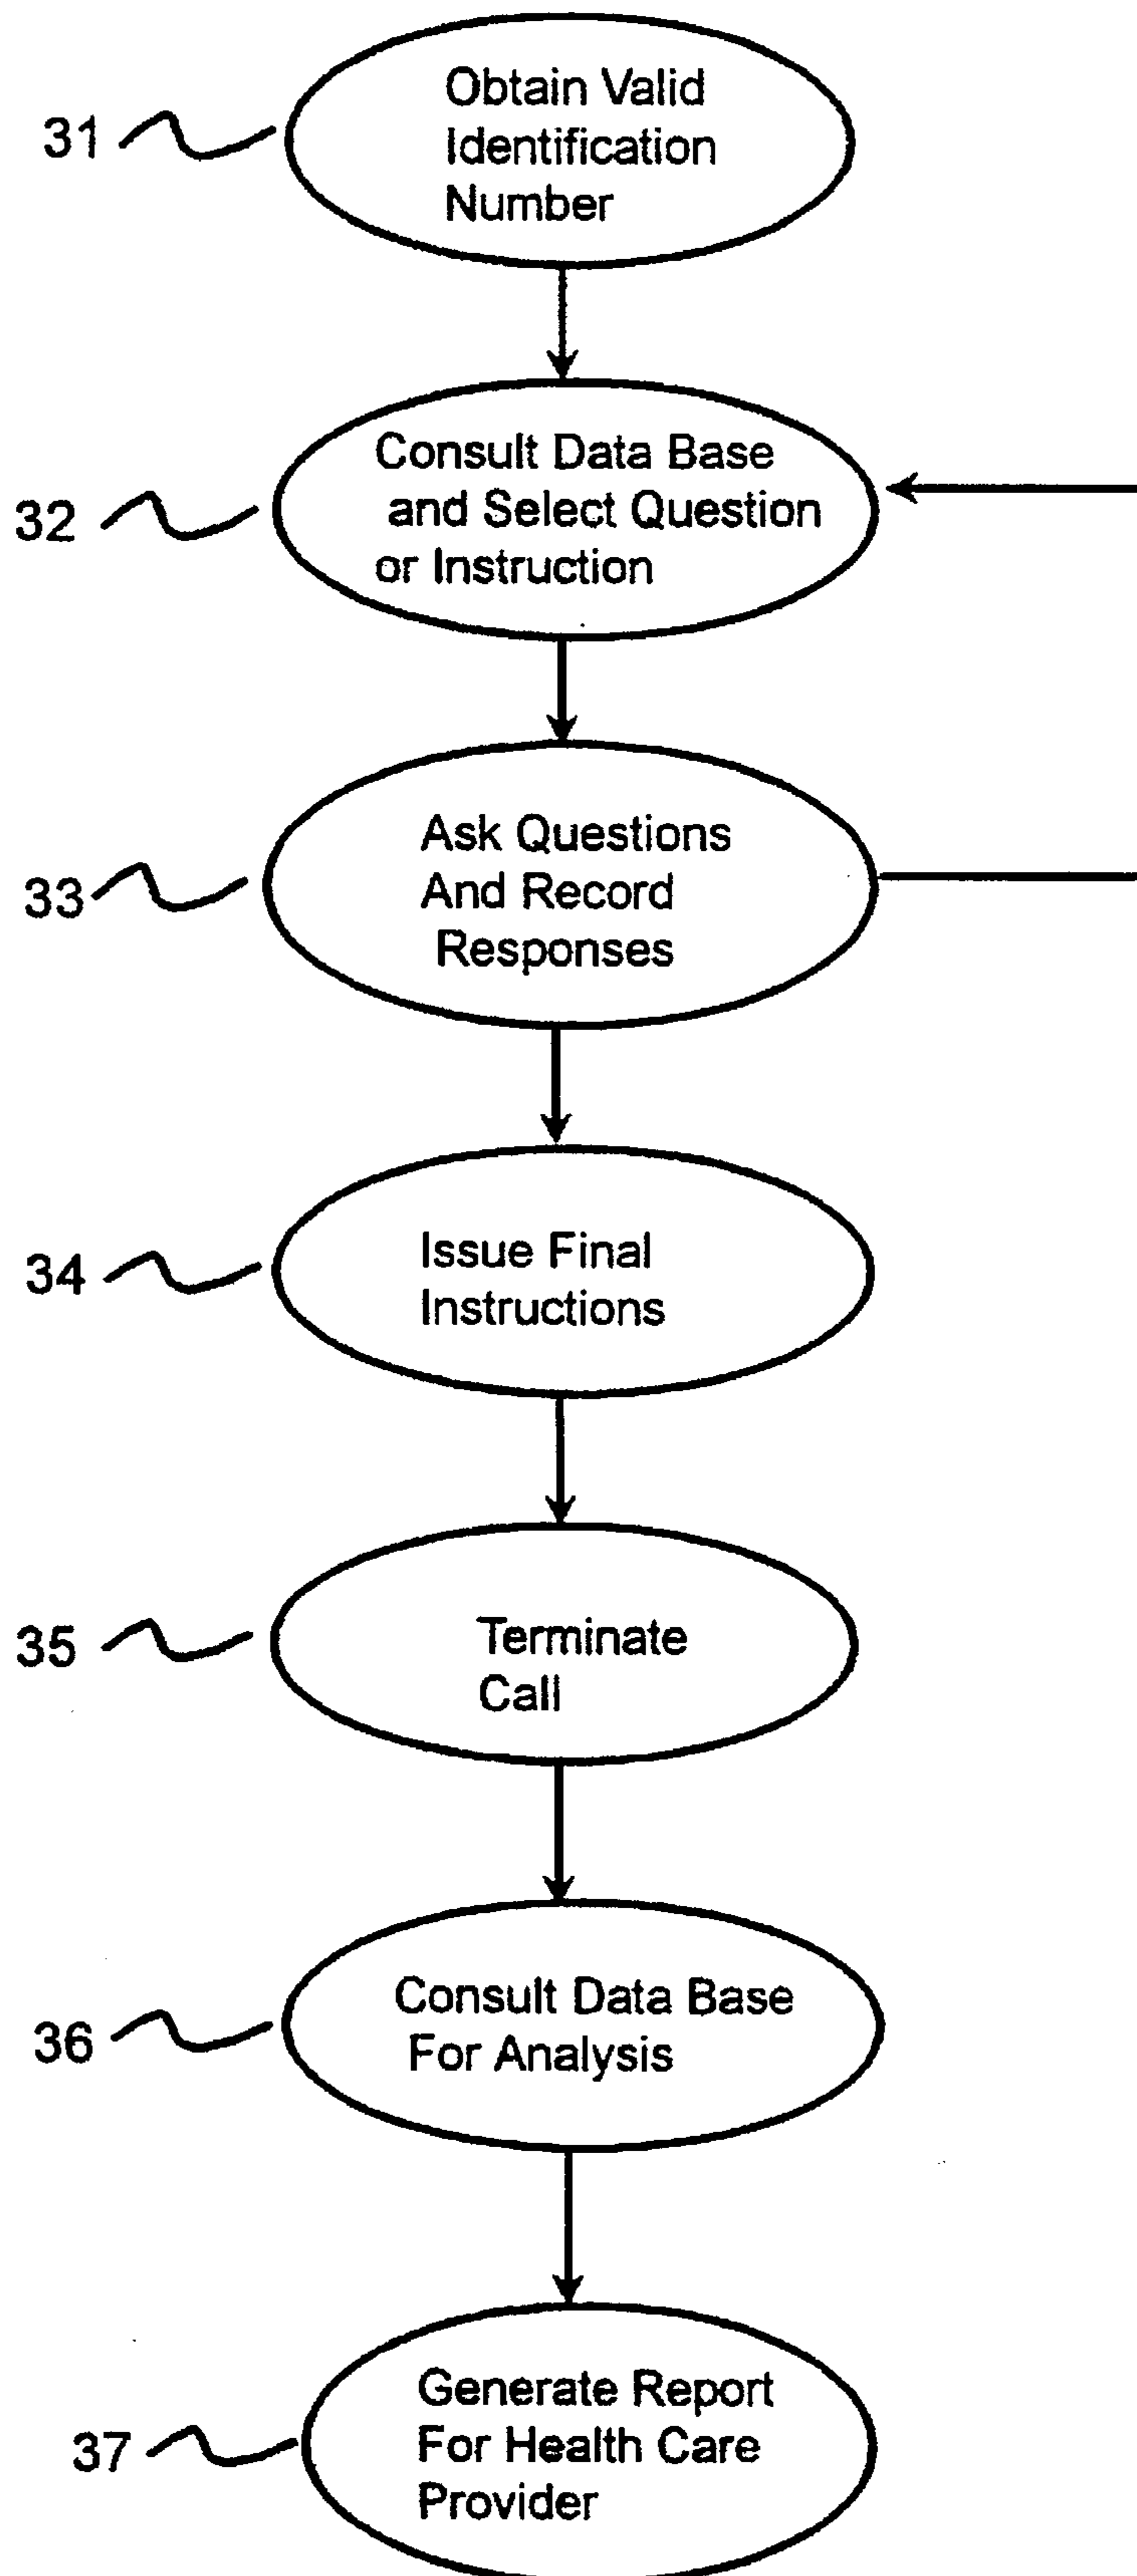 31
Obtain Valid
Identification
Number
32
Consult Data Base
and Select Question
or Instruction
33
Ask Questions
And Record
Responses
34
Issue Final
Instructions
35
Terminate
Call
36
Consult Data Base
For Analysis
37
Generate Report
For Health Care
Provider